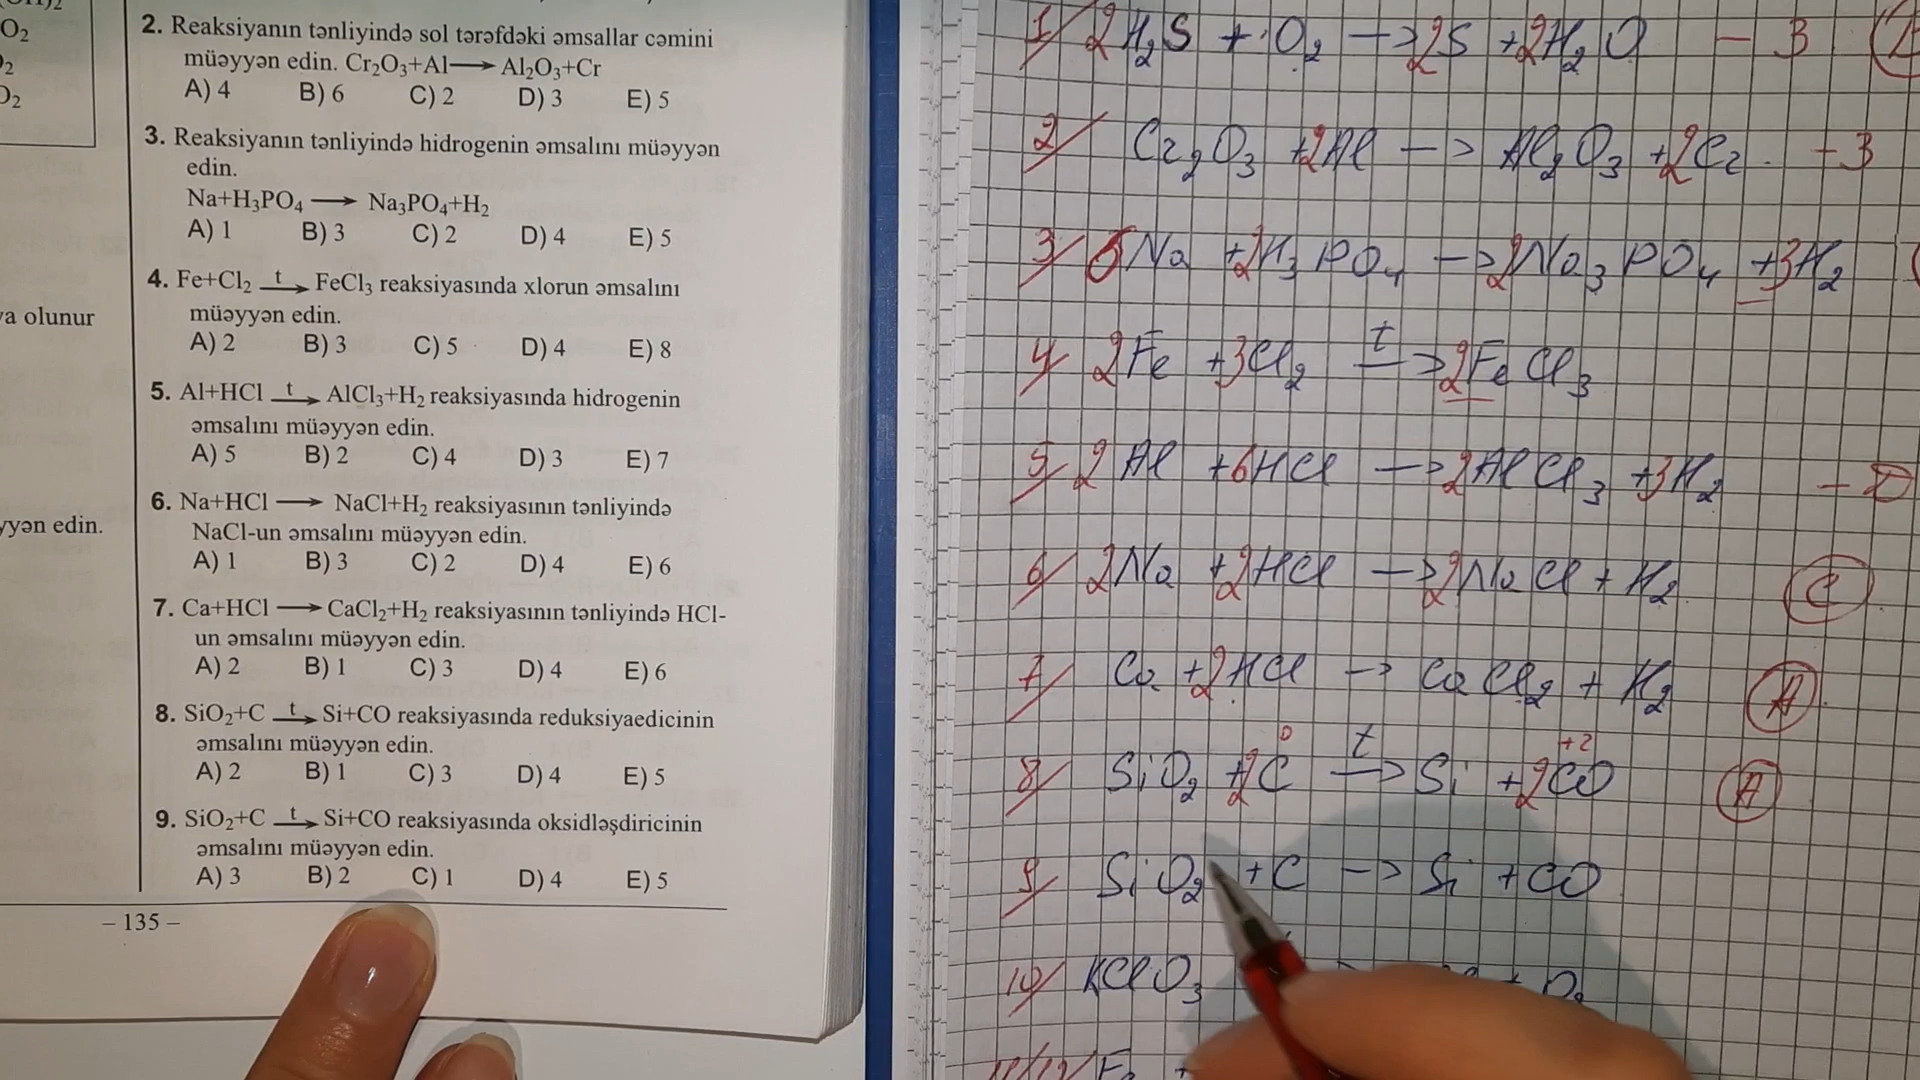 O₂
2. Reaksiyanın tənliyində sol tərəfdəki əmsallar cəmini
müəyyən edin. Cr₂O₃+Al⟶Al₂O₃+Cr
A) 4 B) 6 C) 2 D) 3 E) 5
3. Reaksiyanın tənliyində hidrogenin əmsalını müəyyən
edin.
Na+H₃PO₄ ⟶ Na₃PO₄+H₂
A) 1 B) 3 C) 2 D) 4 E) 5
4. Fe+Cl₂ —t→ FeCl₃ reaksiyasında xlorun əmsalını
müəyyən edin.
A) 2 B) 3 C) 5 D) 4 E) 8
5. Al+HCl —t→ AlCl₃+H₂ reaksiyasında hidrogenin
əmsalını müəyyən edin.
A) 5 B) 2 C) 4 D) 3 E) 7
6. Na+HCl ⟶ NaCl+H₂ reaksiyasının tənliyində
NaCl-un əmsalını müəyyən edin.
A) 1 B) 3 C) 2 D) 4 E) 6
7. Ca+HCl ⟶ CaCl₂+H₂ reaksiyasının tənliyində HCl-
un əmsalını müəyyən edin.
A) 2 B) 1 C) 3 D) 4 E) 6
8. SiO₂+C —t→ Si+CO reaksiyasında reduksiyaedicinin
əmsalını müəyyən edin.
A) 2 B) 1 C) 3 D) 4 E) 5
9. SiO₂+C —t→ Si+CO reaksiyasında oksidləşdiricinin
əmsalını müəyyən edin.
A) 3 B) 2 C) 1 D) 4 E) 5
– 135 –
olunur
edin.
1/ 2H₂S + O₂ → 2S + 2H₂O – 3
2/ Cr₂O₃ + 2Al → Al₂O₃ + 2Cr – 3
3/ 6Na + 2H₃PO₄ → 2Na₃PO₄ + 3H₂
4/ 2Fe + 3Cl₂ —t→ 2FeCl₃
5/ 2Al + 6HCl → 2AlCl₃ + 3H₂ – D
6/ 2Na + 2HCl → 2NaCl + H₂ C
7/ Ca + 2HCl → CaCl₂ + H₂ A
0 +2
8/ SiO₂ + 2C —t→ Si + 2CO A
9/ SiO₂ + C → Si + CO
10/ KClO₃ + O₂
11/12/ Fe +